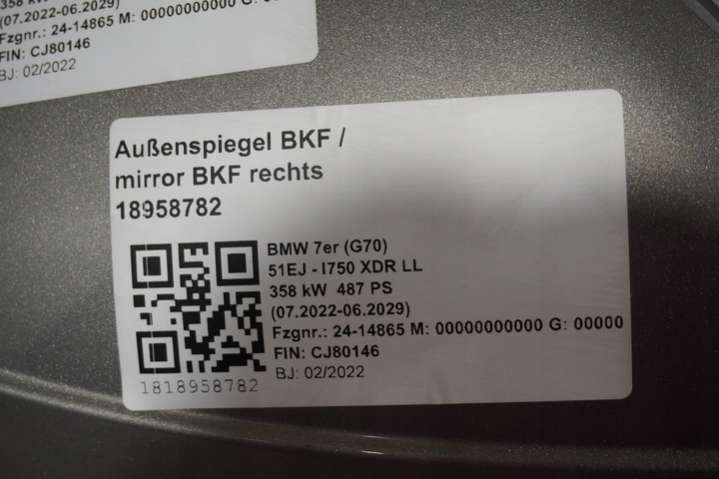 358 kW
(07.2022-06.2029)
Fzgnr.: 24-14865 M: 00000000000 G:
FIN: CJ80146
BJ: 02/2022
Außenspiegel BKF /
mirror BKF rechts
18958782
BMW 7er (G70)
51EJ - I750 XDR LL
358 kW 487 PS
(07.2022-06.2029)
Fzgnr.: 24-14865 M: 00000000000 G: 00000
FIN: CJ80146
BJ: 02/2022
1818958782